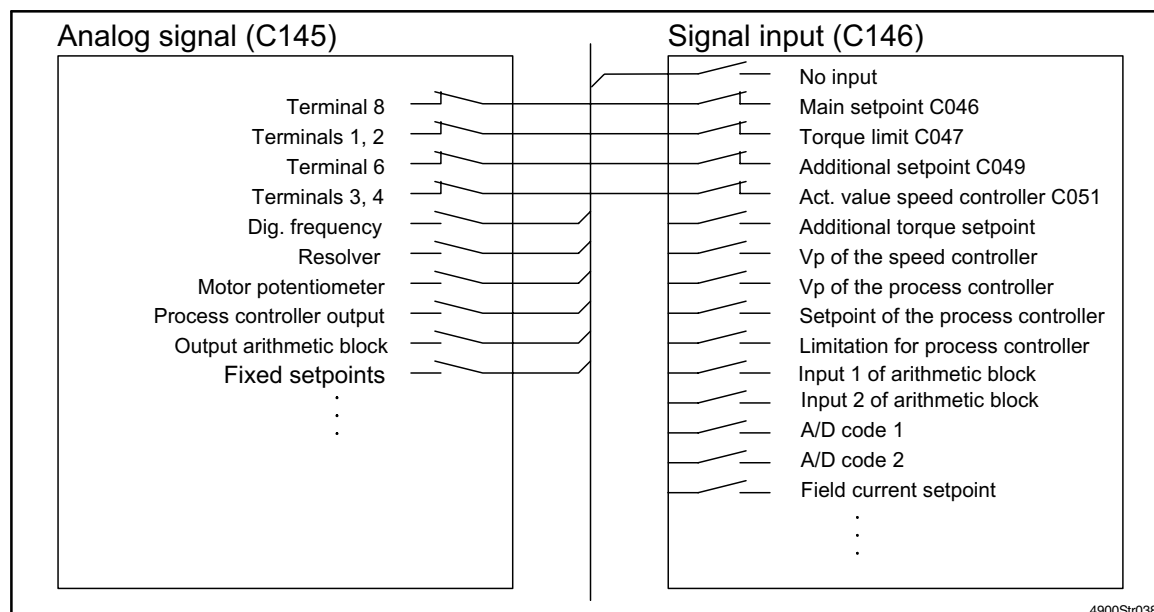 Analog signal (C145)
Terminal 8
Terminals 1, 2
Terminal 6
Terminals 3, 4
Dig. frequency
Resolver
Motor potentiometer
Process controller output
Output arithmetic block
Fixed setpoints
Signal input (C146)
No input
Main setpoint C046
Torque limit C047
Additional setpoint C049
Act. value speed controller C051
Additional torque setpoint
Vp of the speed controller
Vp of the process controller
Setpoint of the process controller
Limitation for process controller
Input 1 of arithmetic block
Input 2 of arithmetic block
A/D code 1
A/D code 2
Field current setpoint
4900Str038